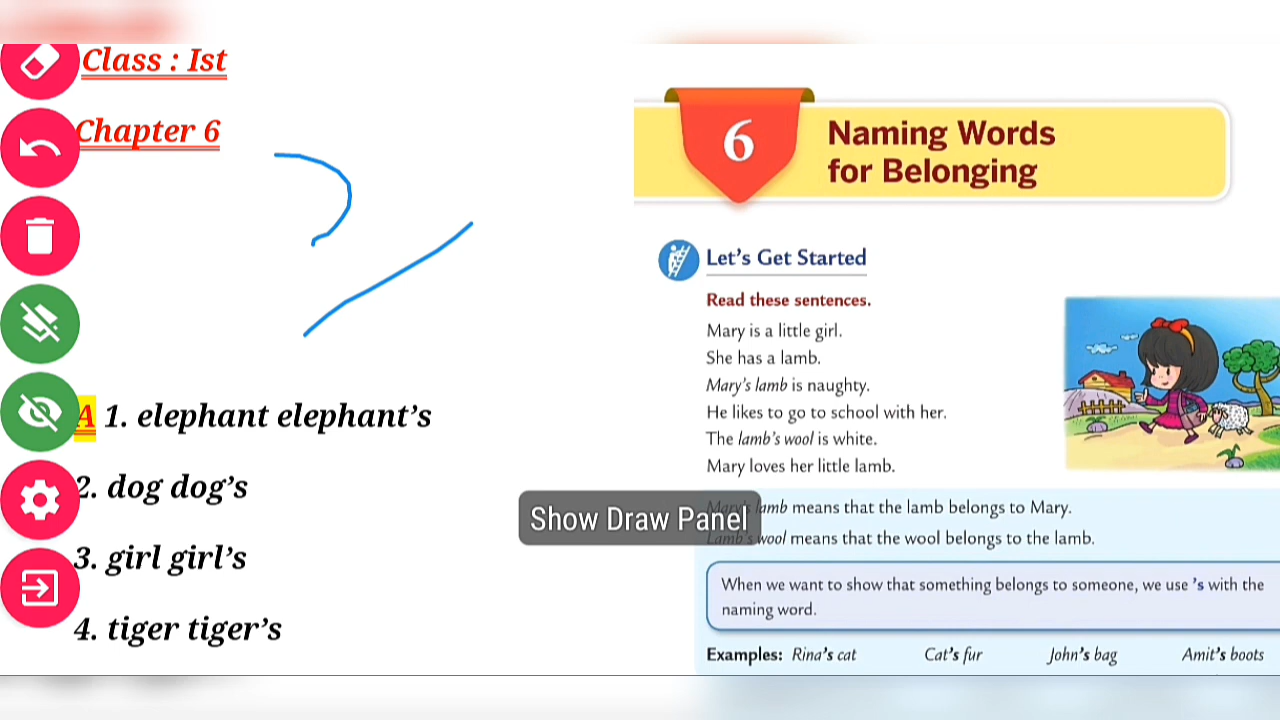 Class : Ist
Chapter 6
A 1. elephant elephant’s
2. dog dog’s
3. girl girl’s
4. tiger tiger’s
6
Naming Words
for Belonging
Let’s Get Started
Read these sentences.
Mary is a little girl.
She has a lamb.
Mary’s lamb is naughty.
He likes to go to school with her.
The lamb’s wool is white.
Mary loves her little lamb.
Show Draw Panel
Mary’s lamb means that the lamb belongs to Mary.
Lamb’s wool means that the wool belongs to the lamb.
When we want to show that something belongs to someone, we use ’s with the
naming word.
Examples: Rina’s cat Cat’s fur John’s bag Amit’s boots